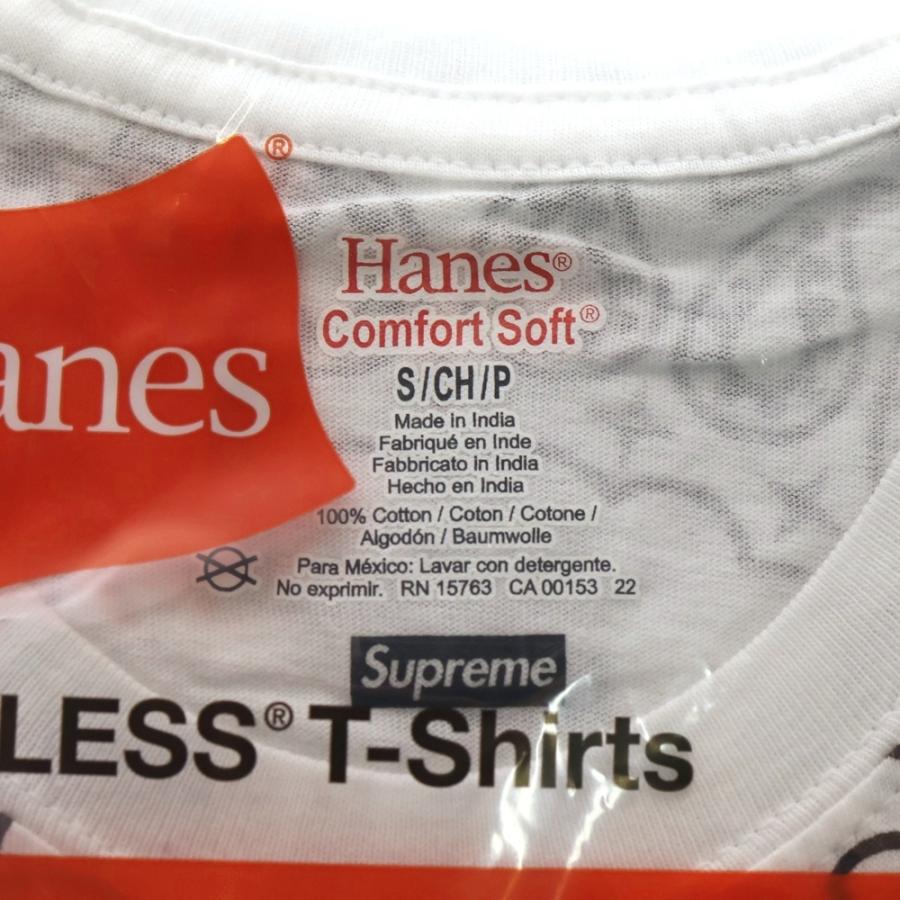 ®
Hanes®
Comfort Soft®
anes
S/CH/P
Made in India
Fabriqué en Inde
Fabbricato in India
Hecho en India
100% Cotton / Coton / Cotone /
Algodón / Baumwolle
Para México: Lavar con detergente.
No exprimir. RN 15763 CA 00153 22
Supreme
LESS® T-Shirts